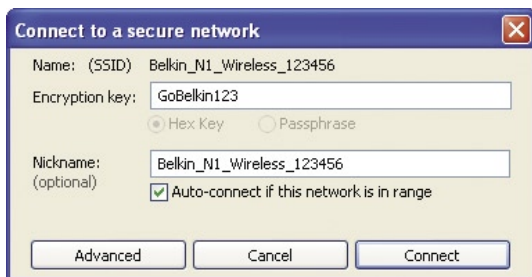 Connect to a secure network
Name: (SSID) Belkin_N1_Wireless_123456
Encryption key: GoBelkin123
Hex Key Passphrase
Nickname: Belkin_N1_Wireless_123456
(optional)
Auto-connect if this network is in range
Advanced Cancel Connect